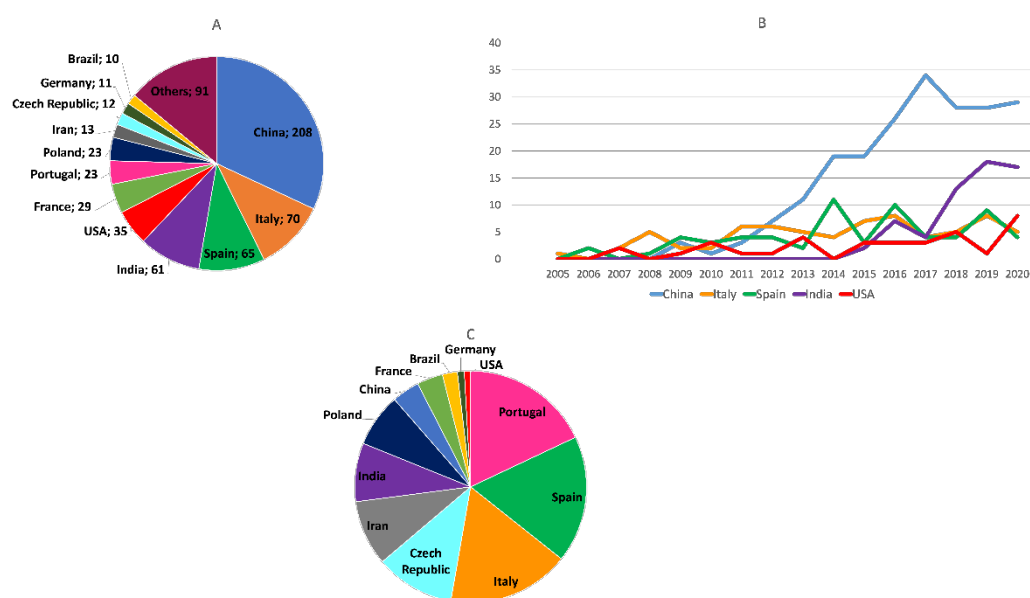 A
Brazil; 10
Germany; 11
Czech Republic; 12
Iran; 13
Poland; 23
Portugal; 23
France; 29
USA; 35
India; 61
Spain; 65
Italy; 70
China; 208
Others; 91
B
40
35
30
25
20
15
10
5
0
2005 2006 2007 2008 2009 2010 2011 2012 2013 2014 2015 2016 2017 2018 2019 2020
China Italy Spain India USA
C
Germany
USA
Brazil
France
China
Poland
India
Iran
Czech
Republic
Italy
Spain
Portugal